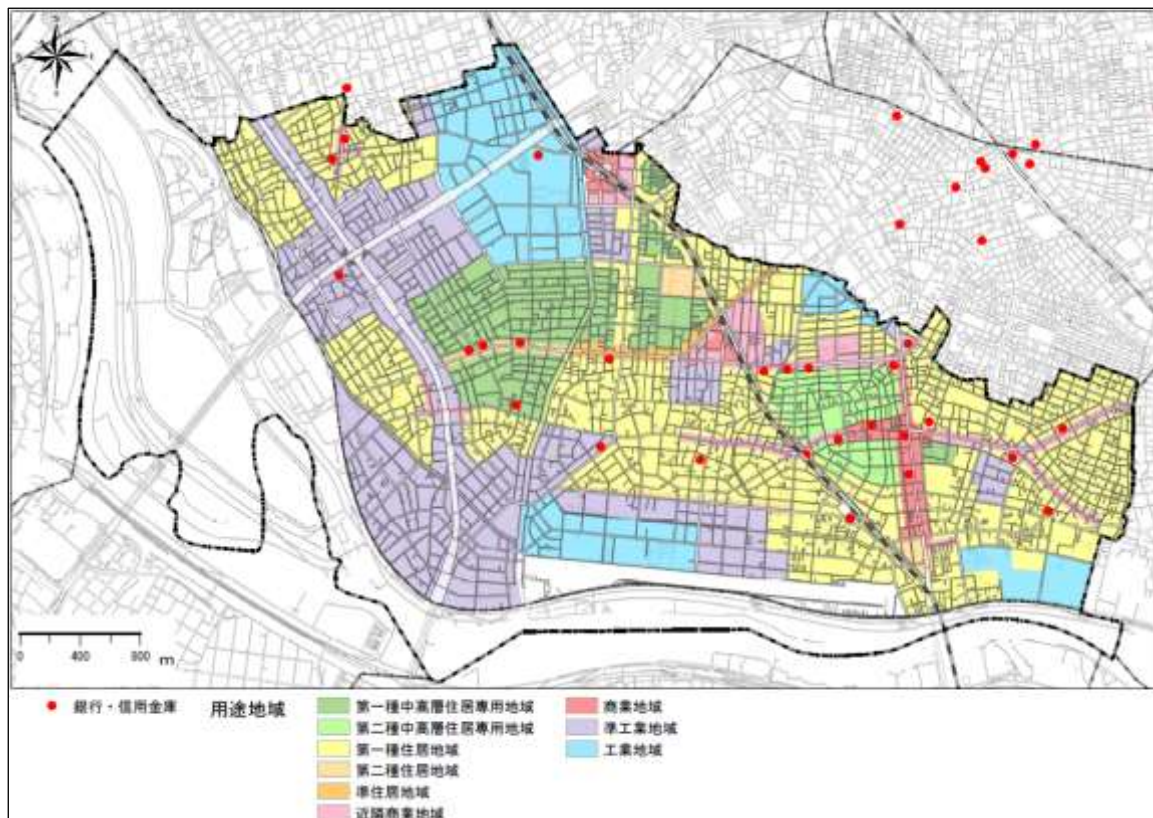 0 400 800 m
銀行・信用金庫
用途地域
第一種中高層住居専用地域
第二種中高層住居専用地域
第一種住居地域
第二種住居地域
準住居地域
近隣商業地域
商業地域
準工業地域
工業地域